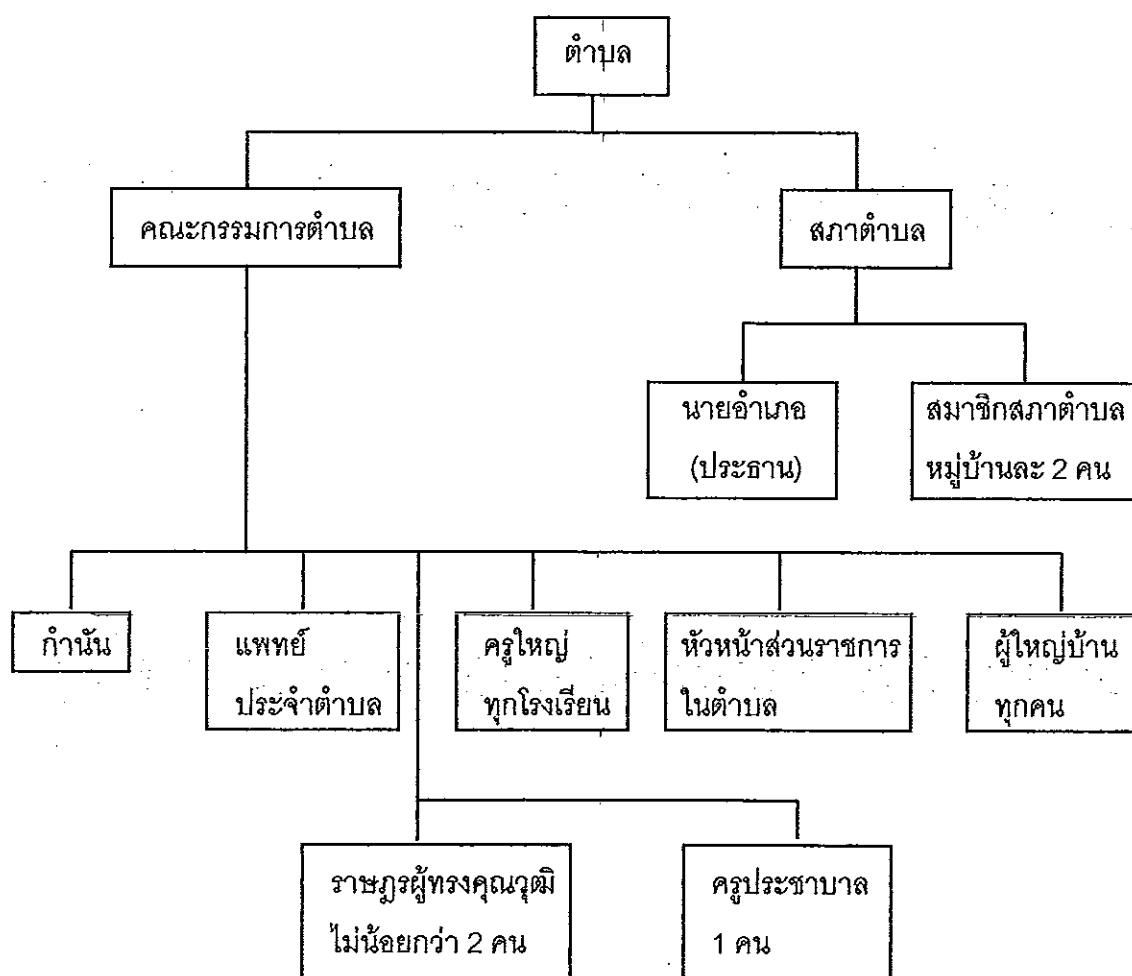 ตำบล
คณะกรรมการตำบล
สภาตำบล
นายอำเภอ
(ประธาน)
สมาชิกสภาตำบล
หมู่บ้านละ 2 คน
กำนัน
แพทย์
ประจำตำบล
ครูใหญ่
ทุกโรงเรียน
หัวหน้าส่วนราชการ
ในตำบล
ผู้ใหญ่บ้าน
ทุกคน
ราษฎรผู้ทรงคุณวุฒิ
ไม่น้อยกว่า 2 คน
ครูประชาบาล
1 คน